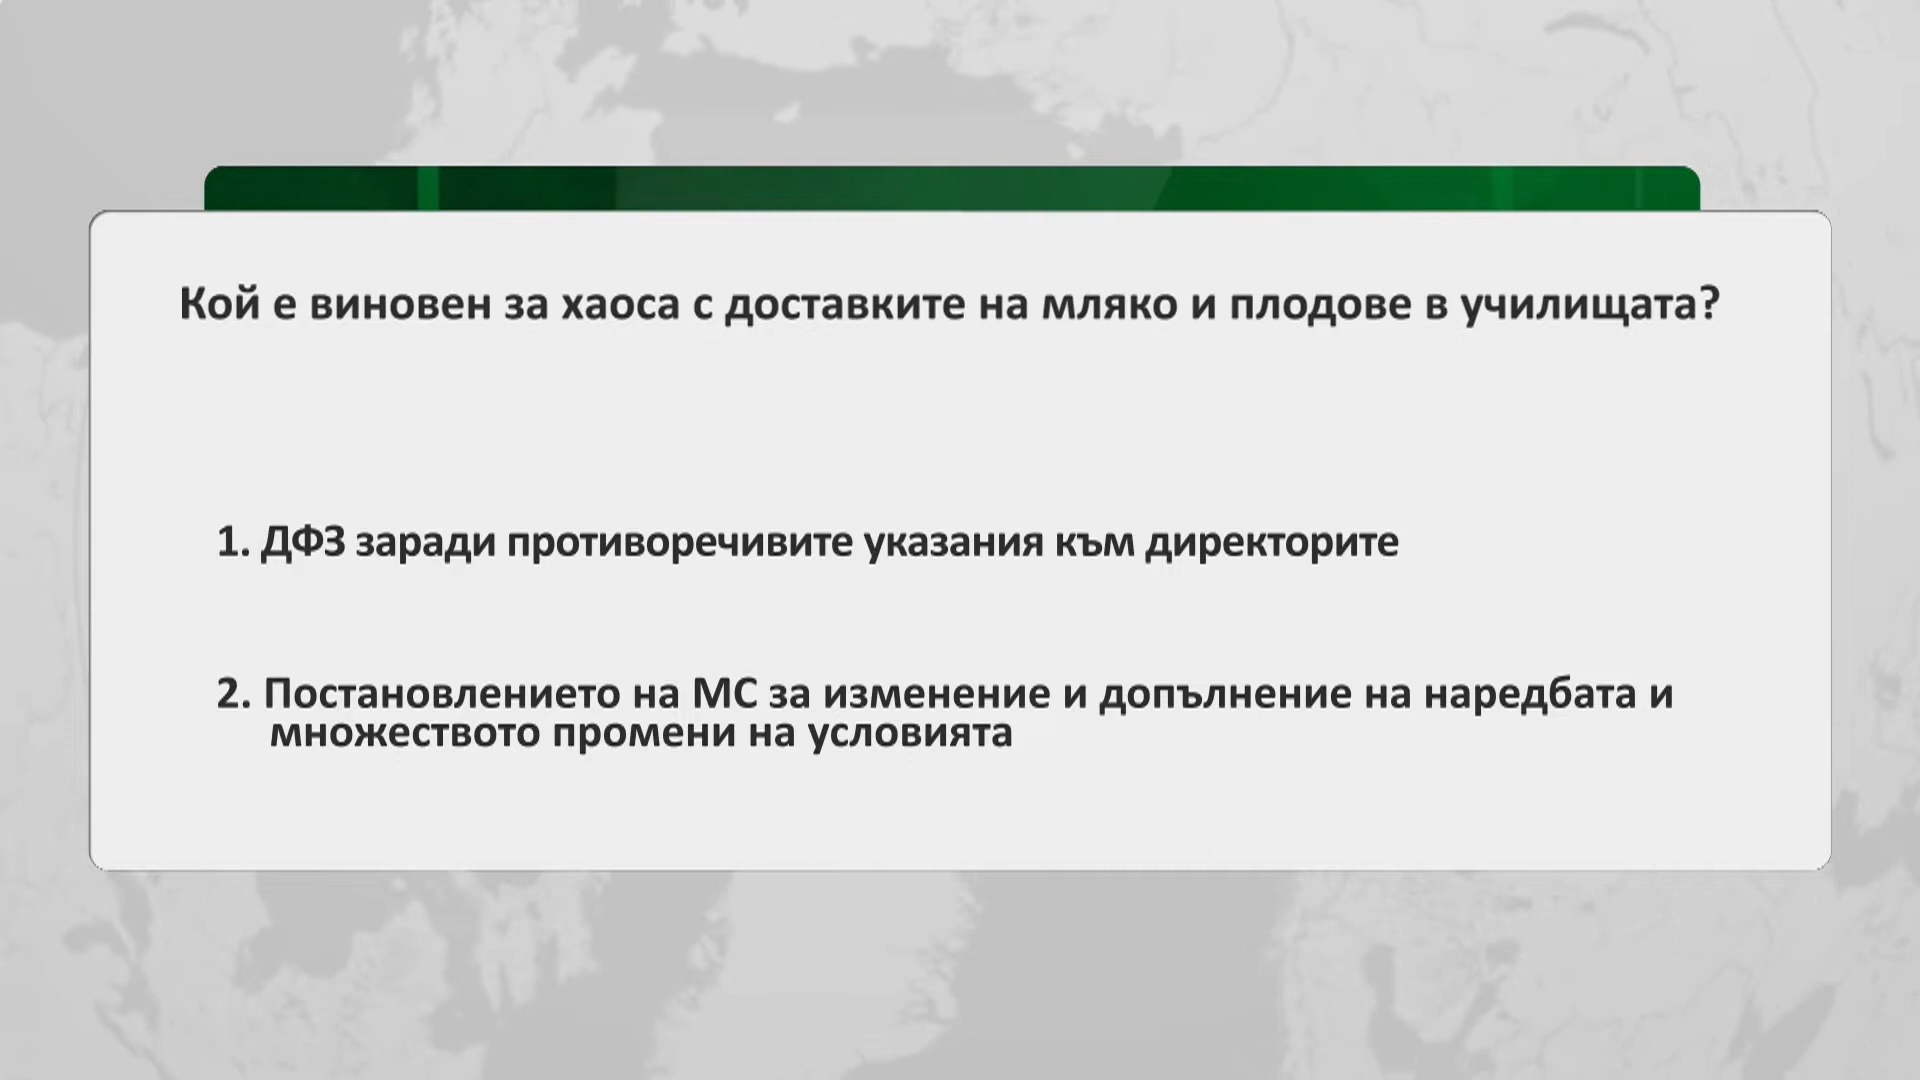 Кой е виновен за хаоса с доставките на мляко и плодове в училищата?
1. ДФЗ заради противоречивите указания към директорите
2. Постановлението на МС за изменение и допълнение на наредбата и
множеството промени на условията